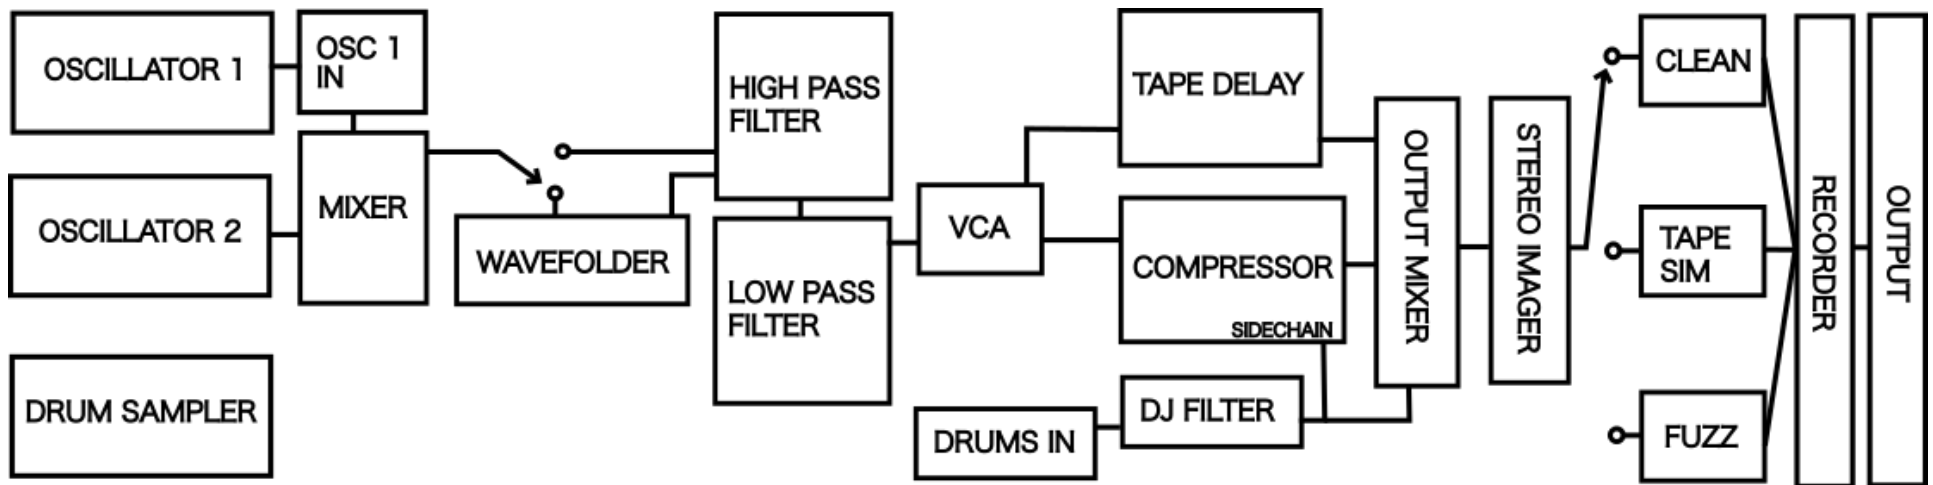 OSCILLATOR 1
OSC 1
IN
OSCILLATOR 2
MIXER
DRUM SAMPLER
WAVEFOLDER
HIGH PASS
FILTER
LOW PASS
FILTER
VCA
TAPE DELAY
COMPRESSOR
SIDECHAIN
DRUMS IN
DJ FILTER
OUTPUT MIXER
STEREO IMAGER
CLEAN
TAPE
SIM
FUZZ
RECORDER
OUTPUT